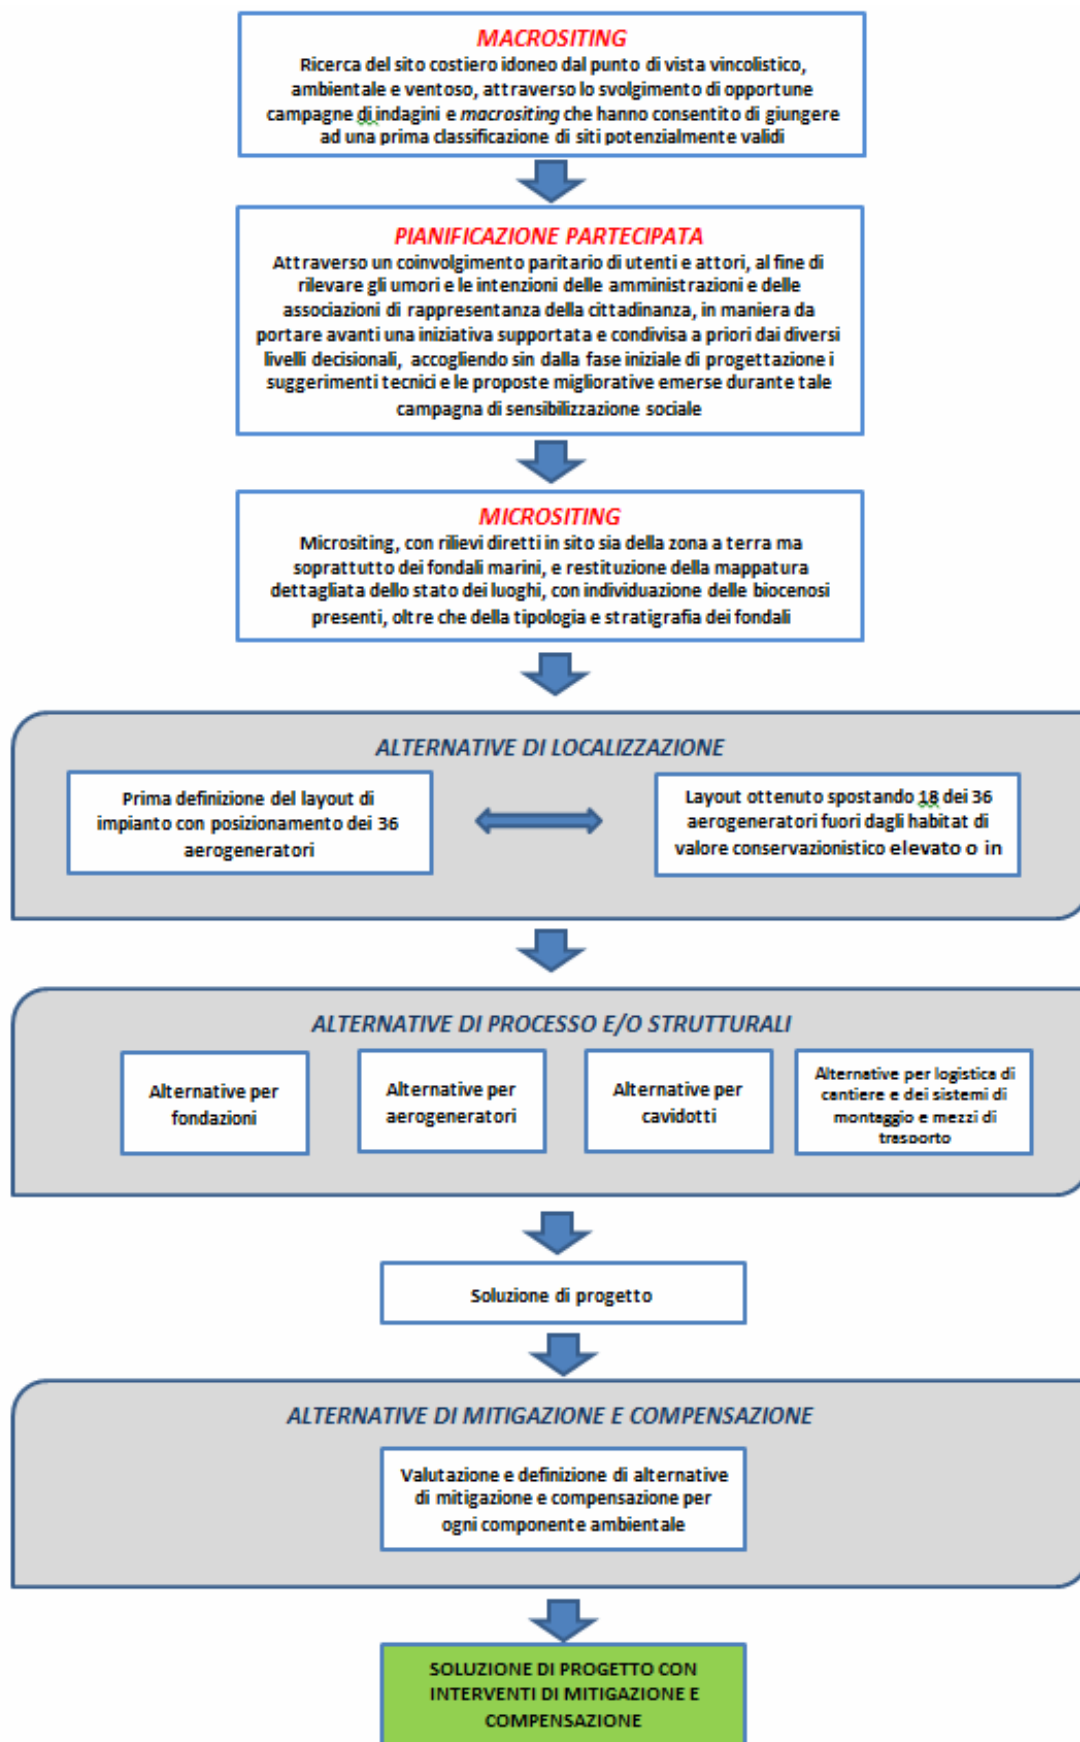 MACROSITING
Ricerca del sito costiero idoneo dal punto di vista vincolistico,
ambientale e ventoso, attraverso lo svolgimento di opportune
campagne di indagini e macrositing che hanno consentito di giungere
ad una prima classificazione di siti potenzialmente validi
PIANIFICAZIONE PARTECIPATA
Attraverso un coinvolgimento paritario di utenti e attori, al fine di
rilevare gli umori e le intenzioni delle amministrazioni e delle
associazioni di rappresentanza della cittadinanza, in maniera da
portare avanti una iniziativa supportata e condivisa a priori dai diversi
livelli decisionali, accogliendo sin dalla fase iniziale di progettazione i
suggerimenti tecnici e le proposte migliorative emerse durante tale
campagna di sensibilizzazione sociale
MICROSITING
Micrositing, con rilievi diretti in sito sia della zona a terra ma
soprattutto dei fondali marini, e restituzione della mappatura
dettagliata dello stato dei luoghi, con individuazione delle biocenosi
presenti, oltre che della tipologia e stratigrafia dei fondali
ALTERNATIVE DI LOCALIZZAZIONE
Prima definizione del layout di
impianto con posizionamento dei 36
aerogeneratori
Layout ottenuto spostando 18 dei 36
aerogeneratori fuori dagli habitat di
valore conservazionistico elevato o in
ALTERNATIVE DI PROCESSO E/O STRUTTURALI
Alternative per
fondazioni
Alternative per
aerogeneratori
Alternative per
cavidotti
Alternative per logistica di
cantiere e dei sistemi di
montaggio e mezzi di
trasporto
Soluzione di progetto
ALTERNATIVE DI MITIGAZIONE E COMPENSAZIONE
Valutazione e definizione di alternative
di mitigazione e compensazione per
ogni componente ambientale
SOLUZIONE DI PROGETTO CON
INTERVENTI DI MITIGAZIONE E
COMPENSAZIONE